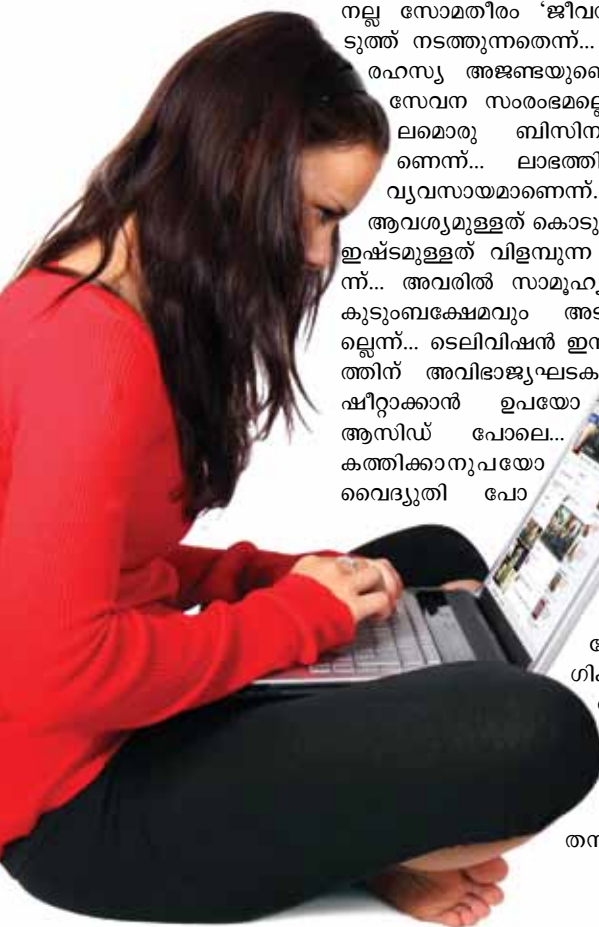 നല്ല സോമതീരം ‘ജീവന
ടുത്ത് നടത്തുന്നതെന്ന്...
രഹസ്യ അജണ്ടയുണ്ടെ
സേവന സംരംഭമല്ലെ
ലമൊരു ബിസിന
ണെന്ന്... ലാഭത്തി
വ്യവസായമാണെന്ന്.
ആവശ്യമുള്ളത് കൊടു
ഇഷ്ടമുള്ളത് വിളമ്പുന്ന
ന്ന്... അവരിൽ സാമൂഹ്യ
കുടുംബക്ഷേമവും അട
ല്ലെന്ന്... ടെലിവിഷൻ ഇന
ത്തിന് അവിഭാജ്യഘടക
ഷീറ്റാക്കാൻ ഉപയോ
ആസിഡ് പോലെ...
കത്തിക്കാനുപയോ
വൈദ്യുതി പോ
ഗിക
തന